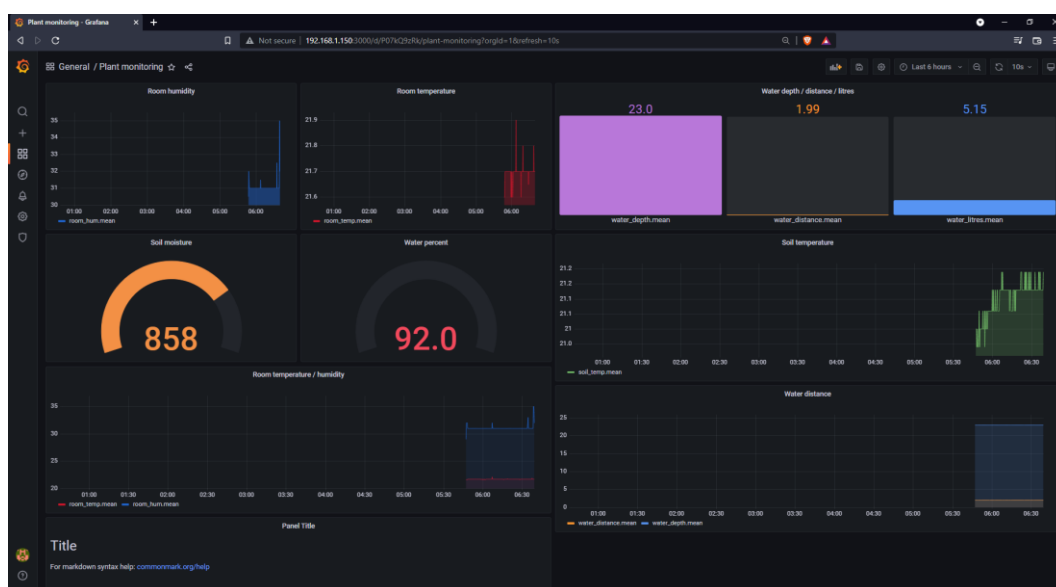 Plant monitoring - Grafana
Not secure | 192.168.1.150:3000/d/P07kQ9zRk/plant-monitoring?orgId=1&refresh=10s
General / Plant monitoring
Last 6 hours
10s
Room humidity
35
34
33
32
31
30
01:00 02:00 03:00 04:00 05:00 06:00
room_hum.mean
Room temperature
21.9
21.8
21.7
21.6
01:00 02:00 03:00 04:00 05:00 06:00
room_temp.mean
Water depth / distance / litres
23.0 1.99 5.15
water_depth.mean water_distance.mean water_litres.mean
Soil moisture
858
Water percent
92.0
Soil temperature
21.2
21.2
21.1
21.1
21
21.0
01:00 01:30 02:00 02:30 03:00 03:30 04:00 04:30 05:00 05:30 06:00 06:30
soil_temp.mean
Room temperature / humidity
35
30
25
20
01:00 01:30 02:00 02:30 03:00 03:30 04:00 04:30 05:00 05:30 06:00 06:30
room_temp.mean room_hum.mean
Water distance
25
20
15
10
5
0
01:00 01:30 02:00 02:30 03:00 03:30 04:00 04:30 05:00 05:30 06:00 06:30
water_distance.mean water_depth.mean
Panel Title
Title
For markdown syntax help: commonmark.org/help